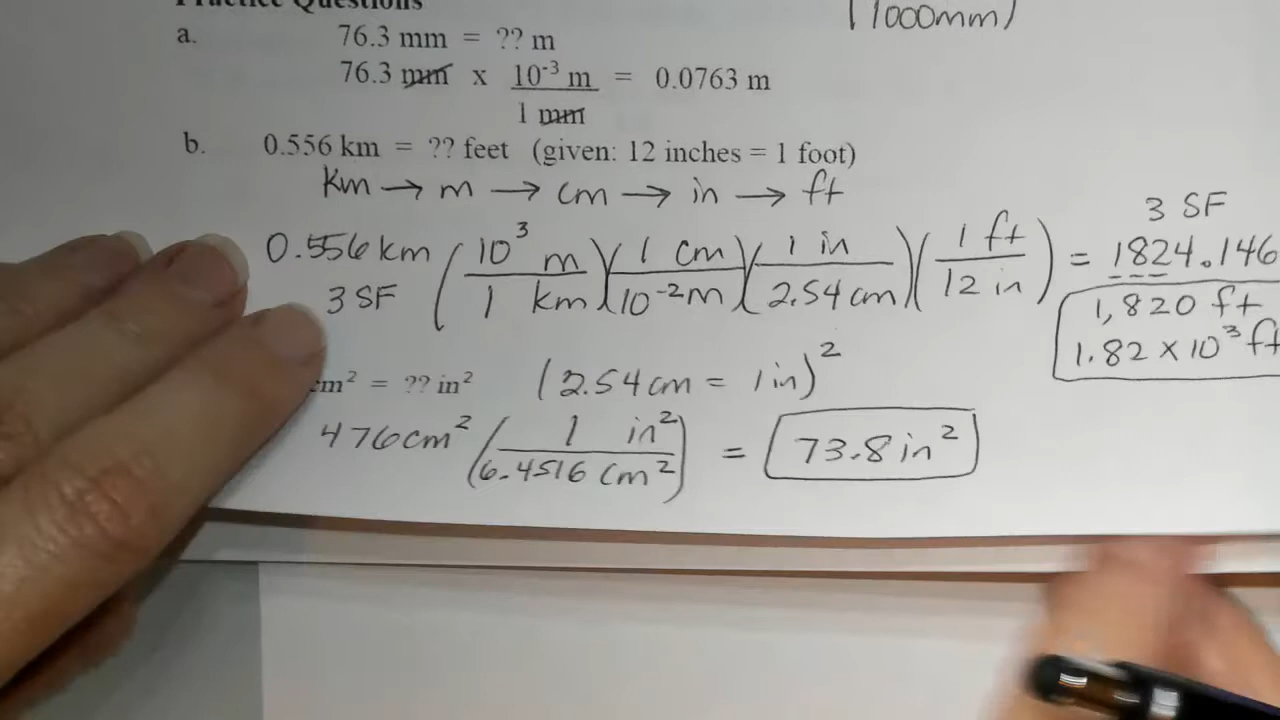 Practice Questions
(1000mm)
a. 76.3 mm = ?? m
76.3 mm x 10⁻³ m / 1 mm = 0.0763 m
b. 0.556 km = ?? feet (given: 12 inches = 1 foot)
Km → m → cm → in → ft
3 SF
0.556 km (10³ m / 1 km)(1 cm / 10⁻² m)(1 in / 2.54 cm)(1 ft / 12 in) = 1824.146
3 SF
1,820 ft
1.82 x 10³ ft
cm² = ?? in² (2.54 cm = 1 in)²
476 cm² (1 in² / 6.4516 cm²) = 73.8 in²